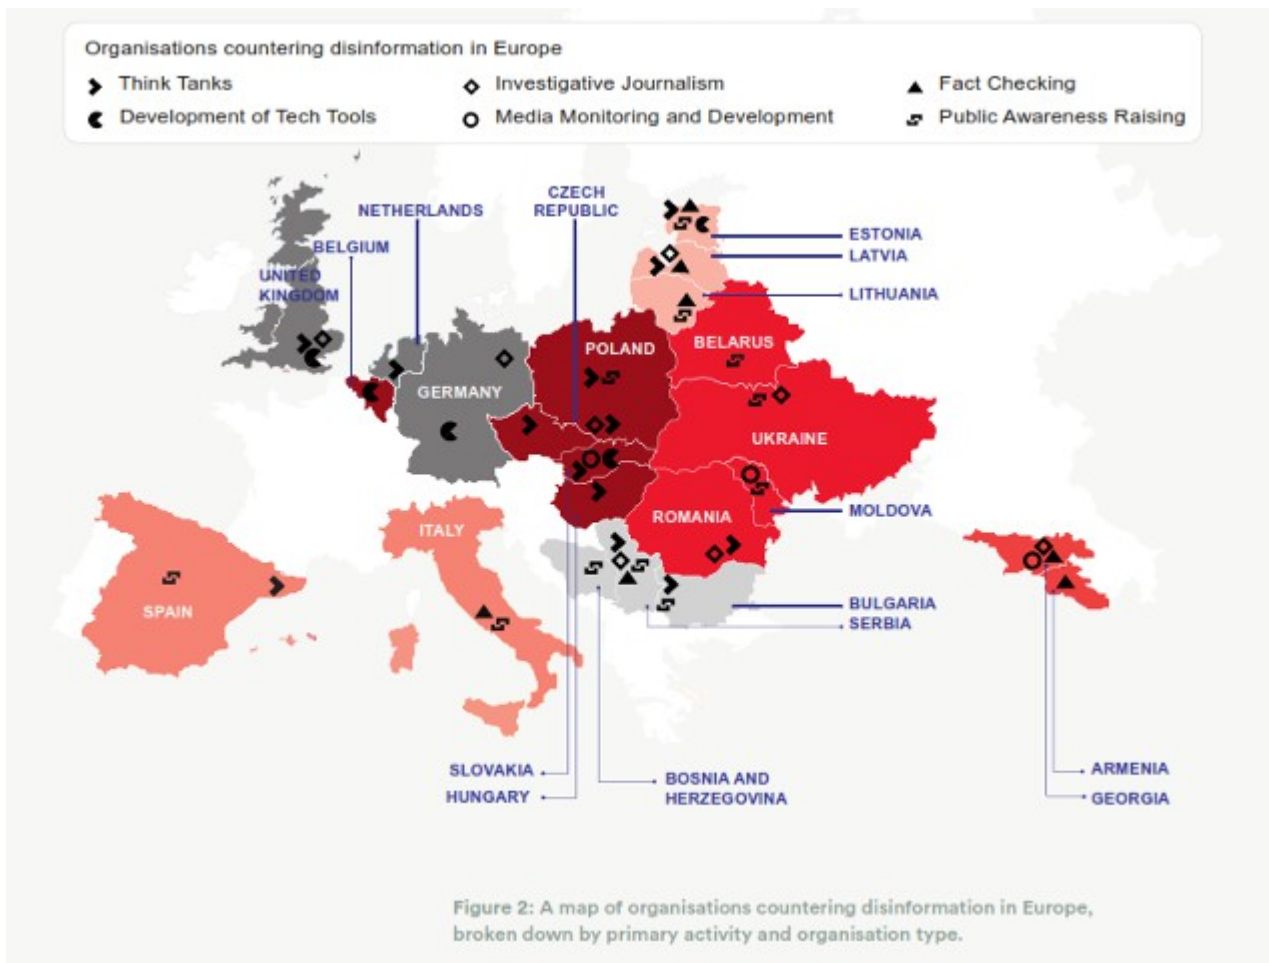 Organisations countering disinformation in Europe
Think Tanks
Investigative Journalism
Fact Checking
Development of Tech Tools
Media Monitoring and Development
Public Awareness Raising
CZECH
REPUBLIC
NETHERLANDS
BELGIUM
UNITED
KINGDOM
ESTONIA
LATVIA
LITHUANIA
POLAND
BELARUS
GERMANY
UKRAINE
MOLDOVA
ROMANIA
ITALY
SPAIN
BULGARIA
SERBIA
SLOVAKIA
HUNGARY
BOSNIA AND
HERZEGOVINA
ARMENIA
GEORGIA
Figure 2: A map of organisations countering disinformation in Europe,
broken down by primary activity and organisation type.